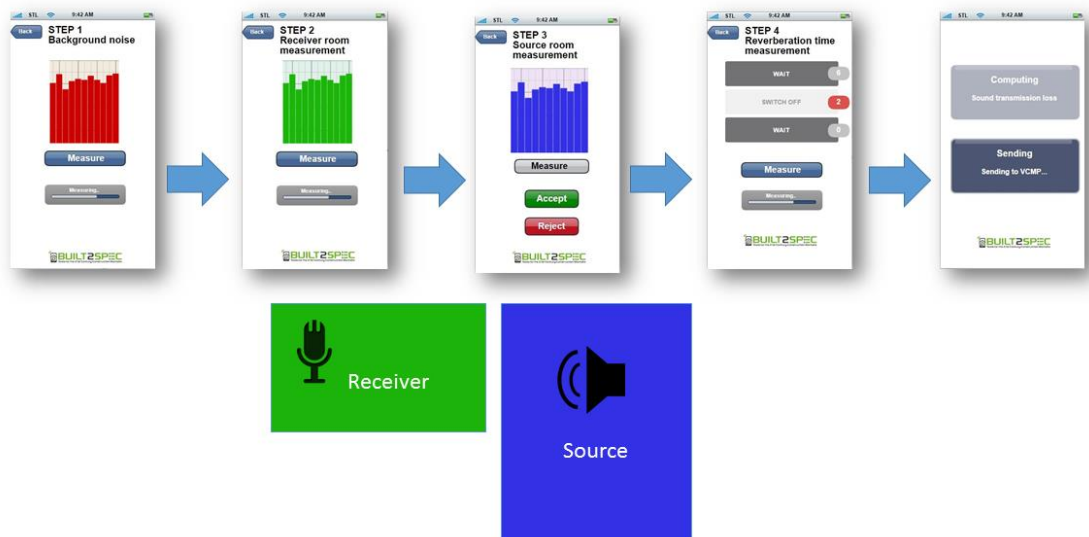 STL 9:42 AM
Back
STEP 1
Background noise
Measure
Measuring..
BUILT2SPEC
STL 9:42 AM
Back
STEP 2
Receiver room
measurement
Measure
Measuring..
BUILT2SPEC
STL 9:42 AM
Back
STEP 3
Source room
measurement
Measure
Accept
Reject
BUILT2SPEC
STL 9:42 AM
Back
STEP 4
Reverberation time
measurement
WAIT 6
SWITCH OFF 2
WAIT 0
Measure
Measuring..
BUILT2SPEC
STL 9:42 AM
Computing
Sound transmission loss
Sending
Sending to VCMP...
BUILT2SPEC
Receiver
Source